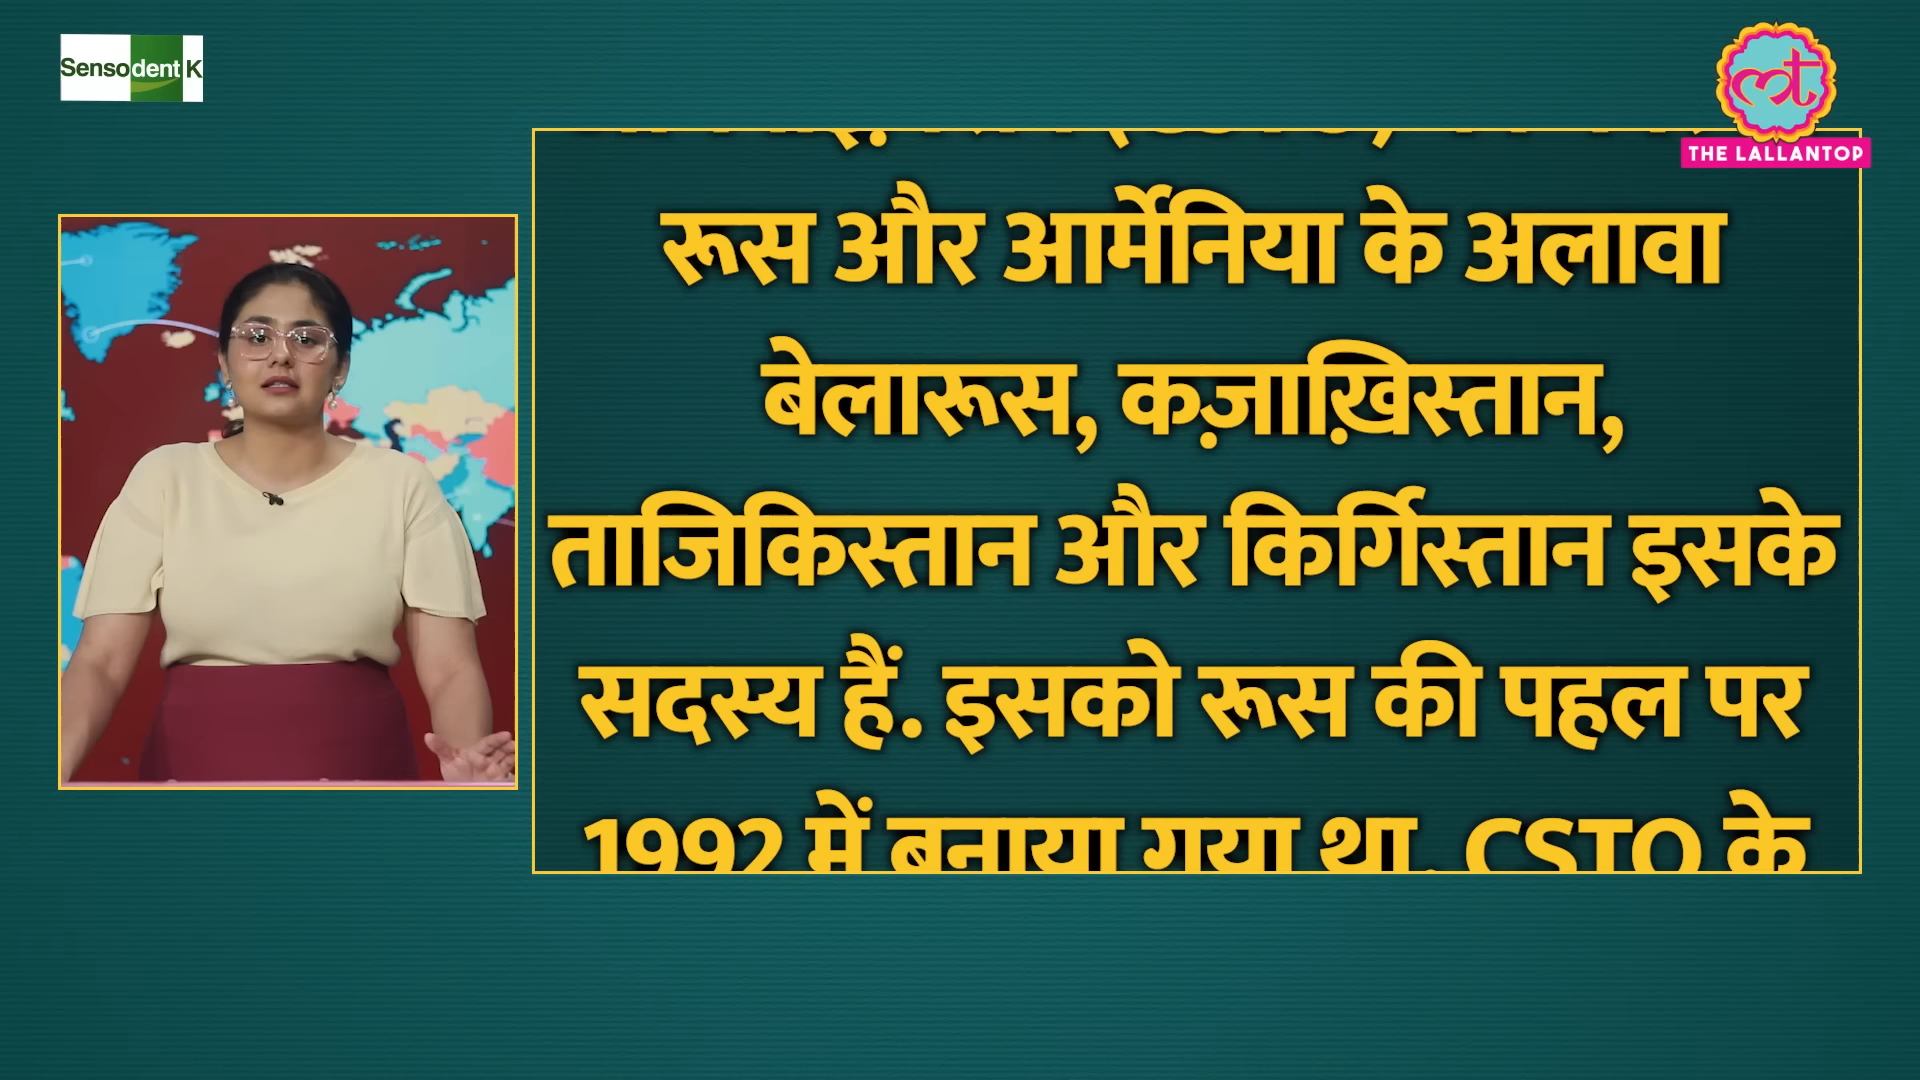 Sensodent K
THE LALLANTOP
रूस और आर्मेनिया के अलावा
बेलारूस, कज़ाख़िस्तान,
ताजिकिस्तान और किर्गिस्तान इसके
सदस्य हैं. इसको रूस की पहल पर
1992 में बनाया गया था. CSTO के